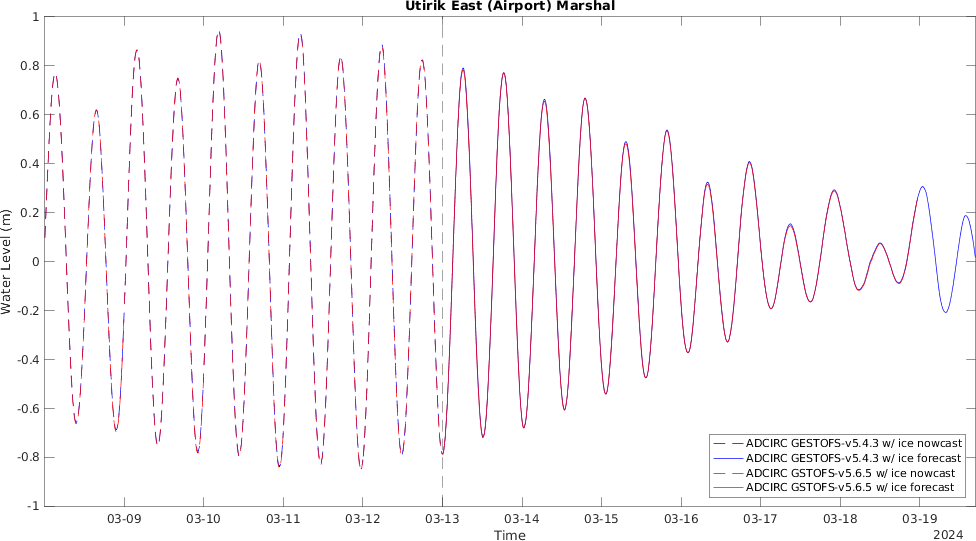 Utirik East (Airport) Marshal
Water Level (m)
1
0.8
0.6
0.4
0.2
0
-0.2
-0.4
-0.6
-0.8
-1
ADCIRC GESTOFS-v5.4.3 w/ ice nowcast
ADCIRC GESTOFS-v5.4.3 w/ ice forecast
ADCIRC GSTOFS-v5.6.5 w/ ice nowcast
ADCIRC GSTOFS-v5.6.5 w/ ice forecast
03-09 03-10 03-11 03-12 03-13 03-14 03-15 03-16 03-17 03-18 03-19
Time
2024